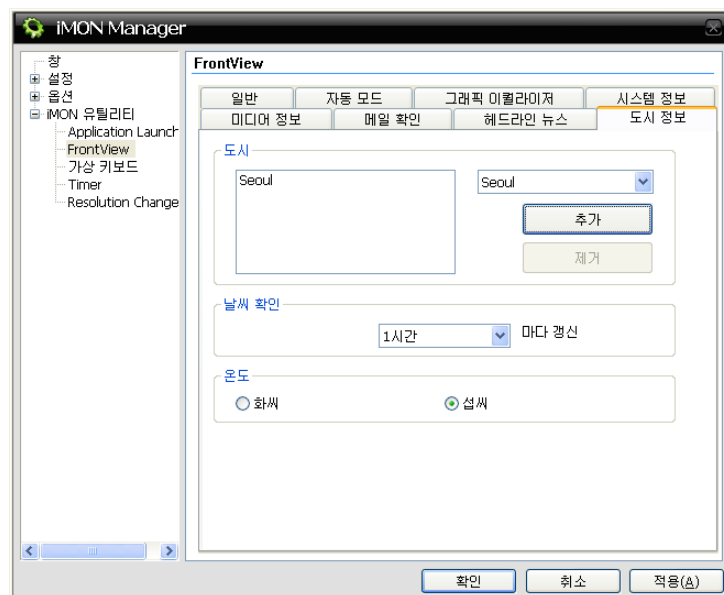 iMON Manager
창
설정
옵션
iMON 유틸리티
Application Launch
FrontView
가상 키보드
Timer
Resolution Change
FrontView
일반 자동 모드 그래픽 이퀄라이저 시스템 정보
미디어 정보 메일 확인 헤드라인 뉴스 도시 정보
도시
Seoul Seoul
추가
제거
날씨 확인
1시간 마다 갱신
온도
화씨 섭씨
확인 취소 적용(A)